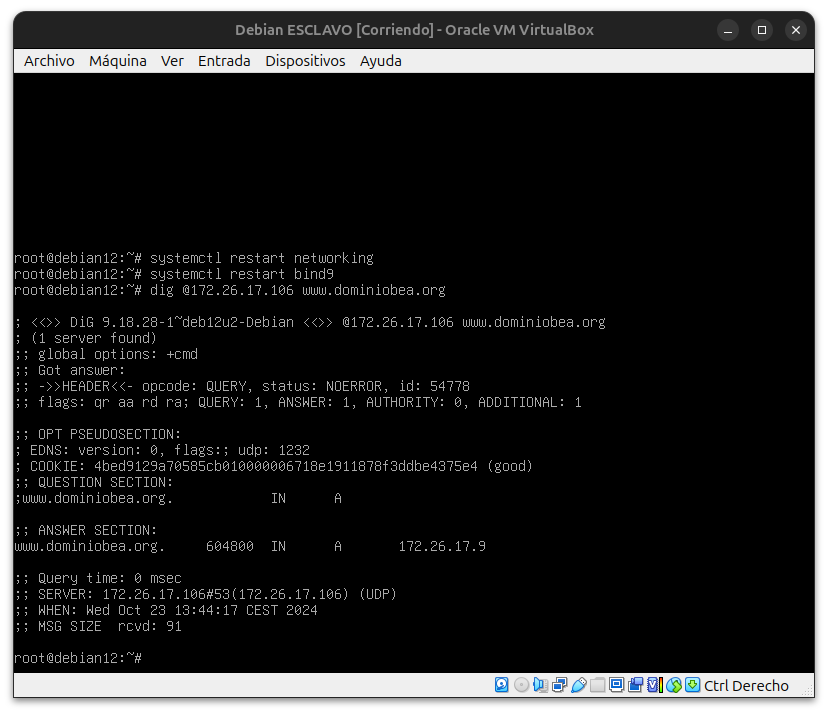 Debian ESCLAVO [Corriendo] - Oracle VM VirtualBox
Archivo Máquina Ver Entrada Dispositivos Ayuda
root@debian12:~# systemctl restart networking
root@debian12:~# systemctl restart bind9
root@debian12:~# dig @172.26.17.106 www.dominiobea.org
; <<>> DiG 9.18.28-1~deb12u2-Debian <<>> @172.26.17.106 www.dominiobea.org
; (1 server found)
;; global options: +cmd
;; Got answer:
;; ->>HEADER<<- opcode: QUERY, status: NOERROR, id: 54778
;; flags: qr aa rd ra; QUERY: 1, ANSWER: 1, AUTHORITY: 0, ADDITIONAL: 1
;; OPT PSEUDOSECTION:
; EDNS: version: 0, flags:; udp: 1232
; COOKIE: 4bed9129a70585cb010000006718e1911878f3ddbe4375e4 (good)
;; QUESTION SECTION:
;www.dominiobea.org. IN A
;; ANSWER SECTION:
www.dominiobea.org. 604800 IN A 172.26.17.9
;; Query time: 0 msec
;; SERVER: 172.26.17.106#53(172.26.17.106) (UDP)
;; WHEN: Wed Oct 23 13:44:17 CEST 2024
;; MSG SIZE rcvd: 91
root@debian12:~#
Ctrl Derecho